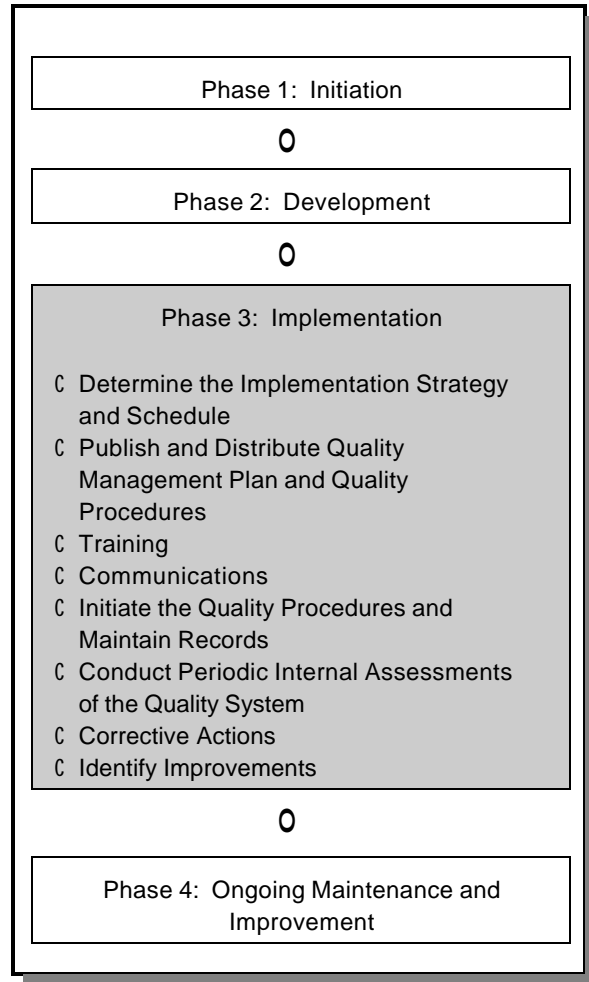 Phase 1: Initiation
o
Phase 2: Development
o
Phase 3: Implementation
C Determine the Implementation Strategy
and Schedule
C Publish and Distribute Quality
Management Plan and Quality
Procedures
C Training
C Communications
C Initiate the Quality Procedures and
Maintain Records
C Conduct Periodic Internal Assessments
of the Quality System
C Corrective Actions
C Identify Improvements
o
Phase 4: Ongoing Maintenance and
Improvement